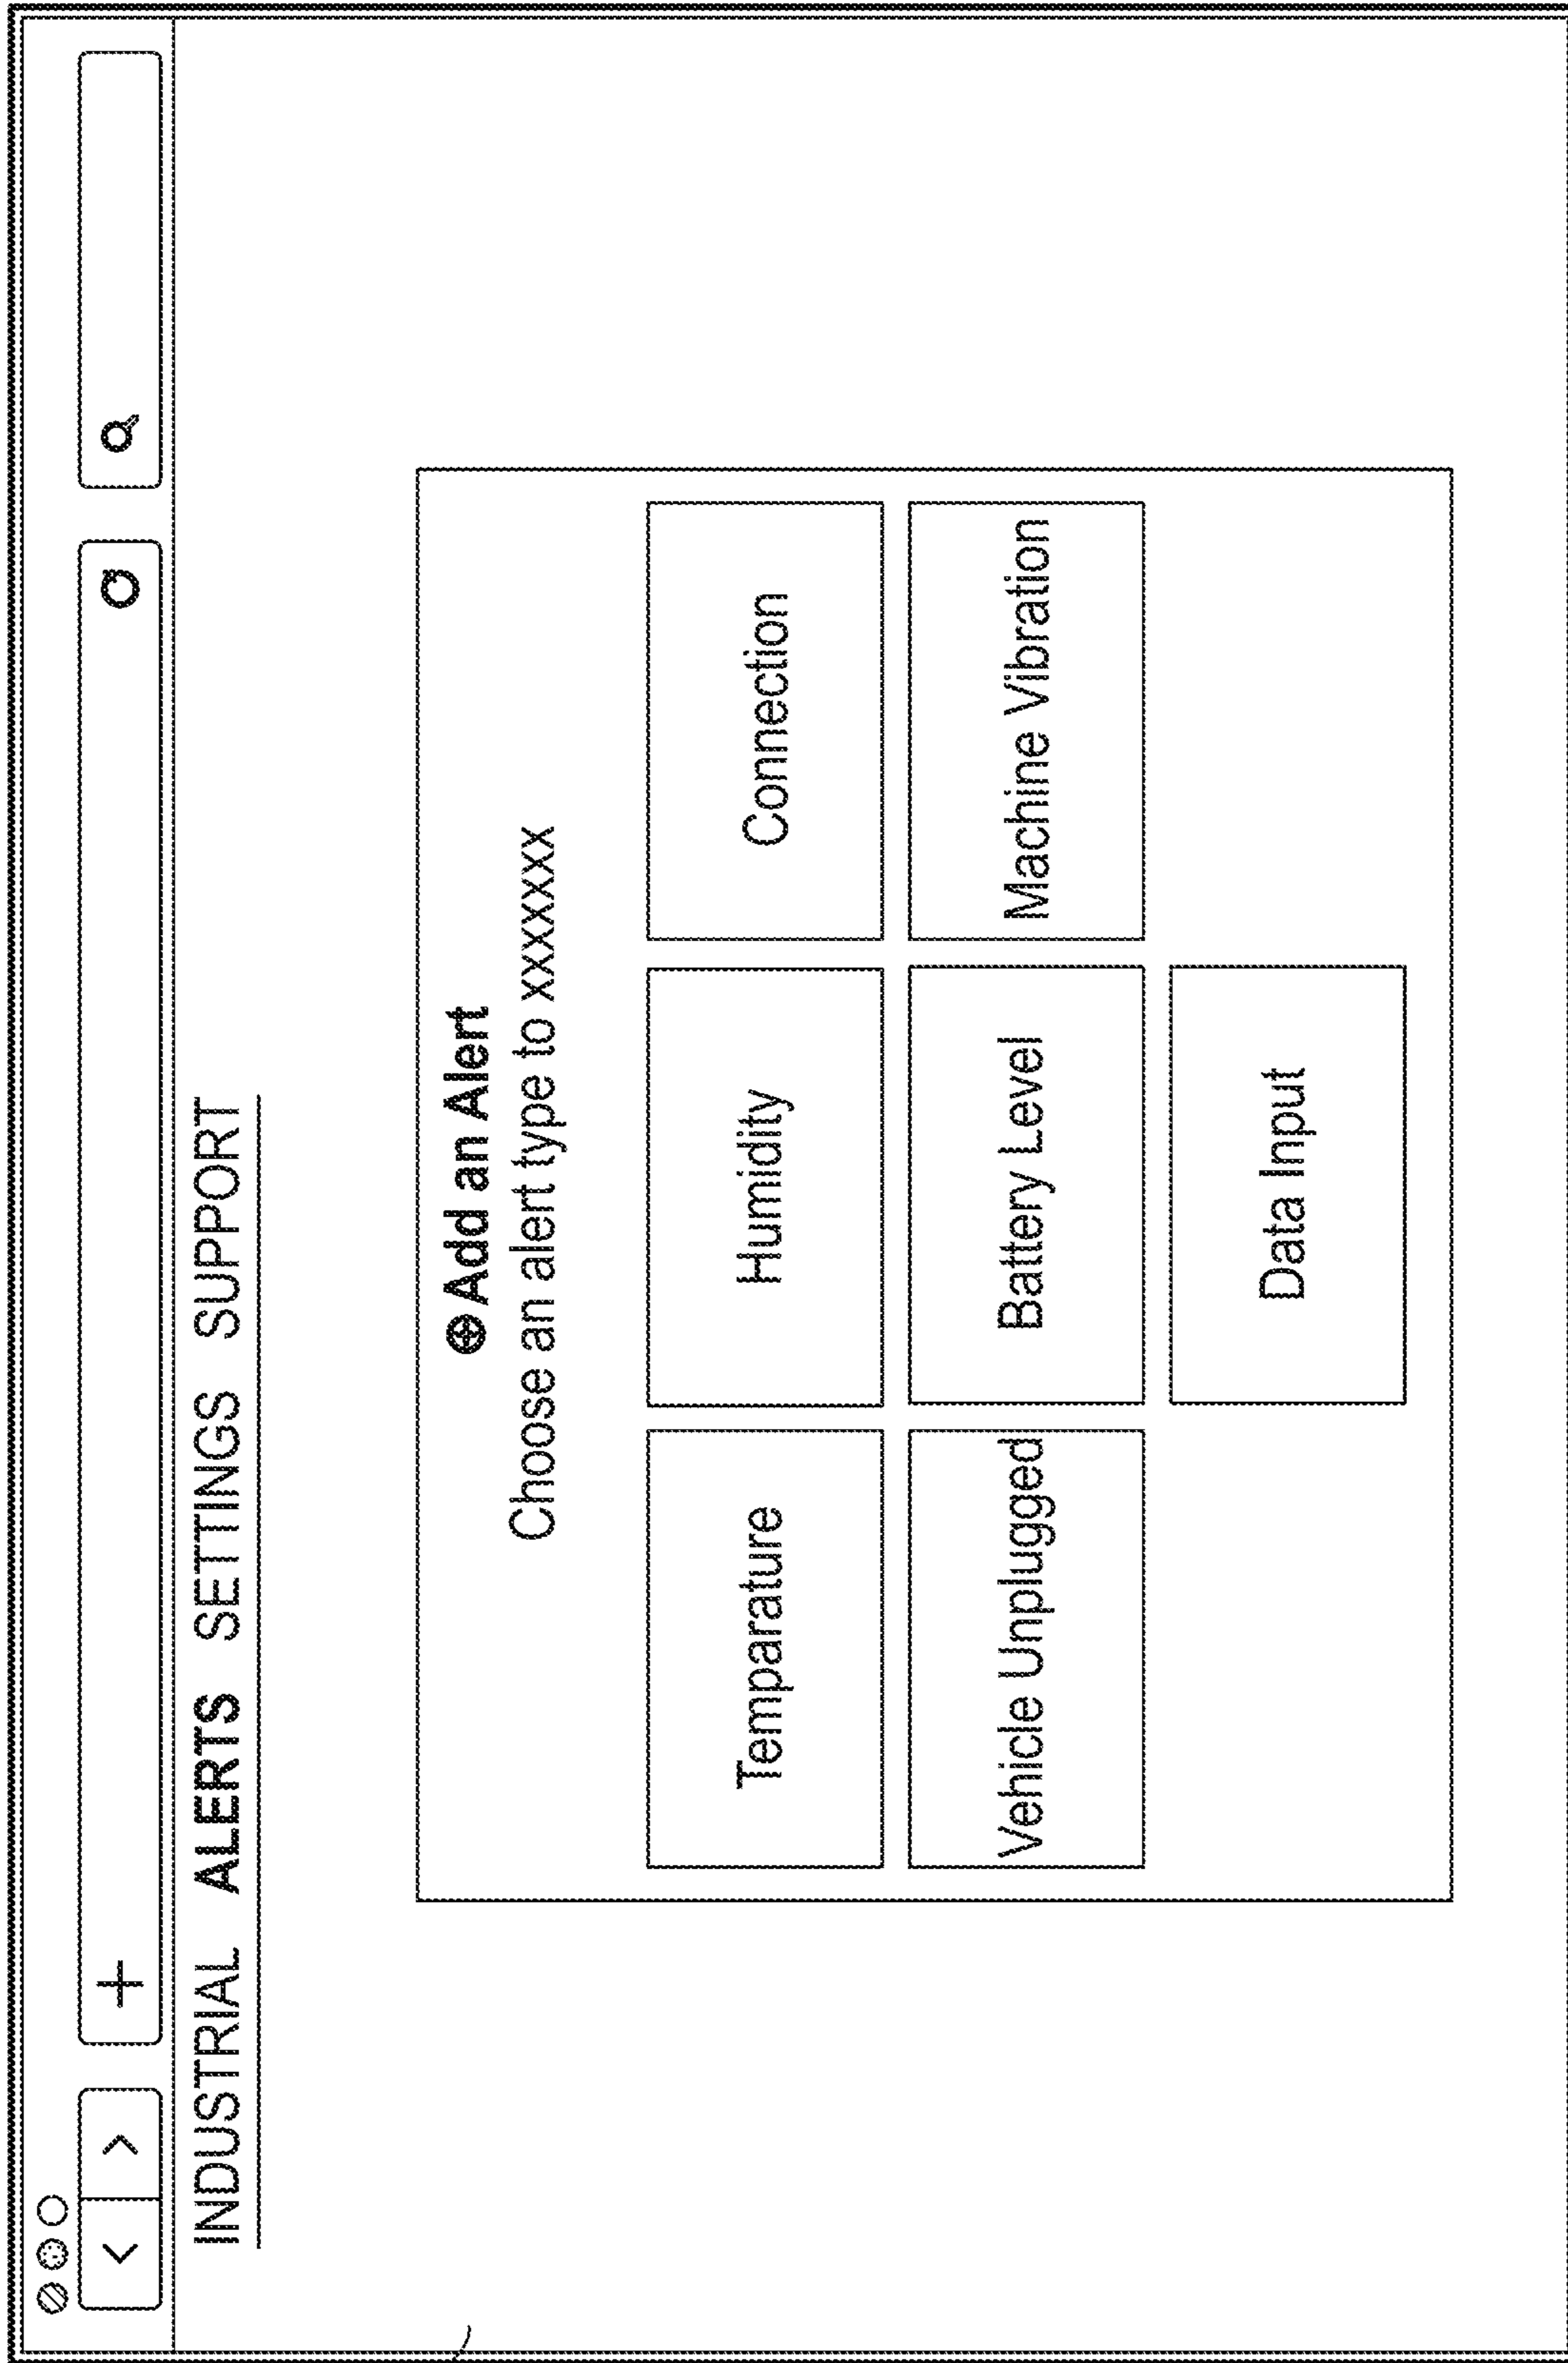 INDUSTRIAL ALERTS SETTINGS SUPPORT
Add an Alert
Choose an alert type to xxxxxxx
Temparature Humidity Connection
Vehicle Unplugged Battery Level Machine Vibration
Data Input